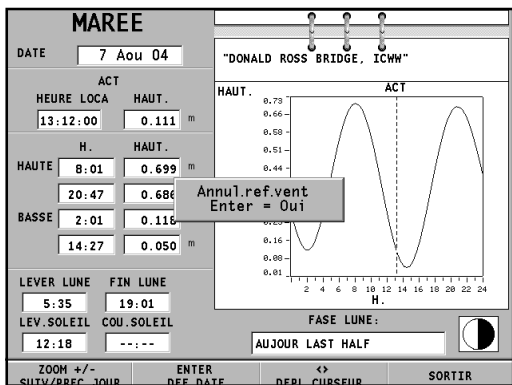 MAREE
DATE 7 Aou 04
ACT
HEURE LOCA HAUT.
13:12:00 0.111 m
H. HAUT.
HAUTE 8:01 0.699 m
20:47 0.686
BASSE 2:01 0.118
14:27 0.050 m
LEVER LUNE FIN LUNE
5:35 19:01
LEV.SOLEIL COU.SOLEIL
12:18 --:--
"DONALD ROSS BRIDGE, ICWW"
HAUT. ACT
0.73
0.66
0.58
0.51
0.44
Annul.ref.vent
Enter = Oui
0.16
0.08
0.01
2 4 6 8 10 12 14 16 18 20 22 24
H.
FASE LUNE:
AUJOUR LAST HALF
ZOOM +/- ENTER <> SORTIR
SUIV/PREC JOUR DEF DATE DEPL CURSEUR